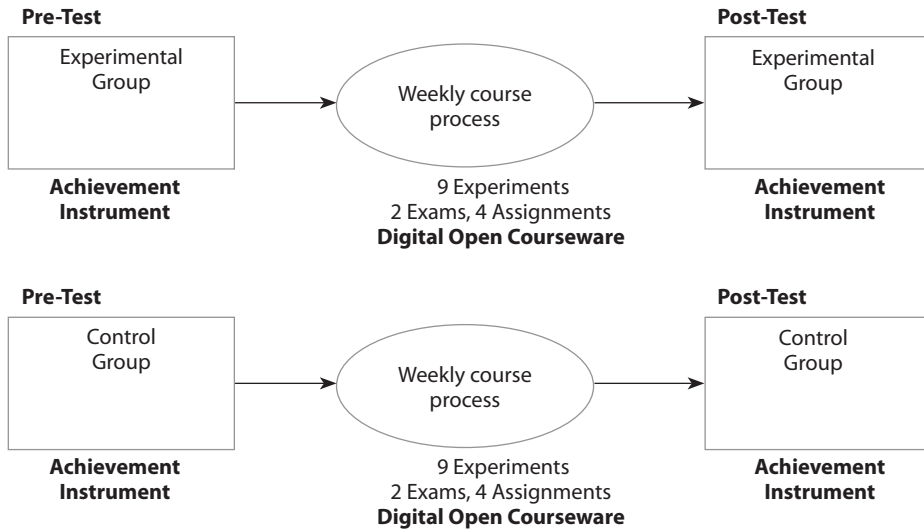 Pre-Test
Post-Test
Experimental
Group
Weekly course
process
Experimental
Group
Achievement
Instrument
9 Experiments
2 Exams, 4 Assignments
Digital Open Courseware
Achievement
Instrument
Pre-Test
Post-Test
Control
Group
Weekly course
process
Control
Group
Achievement
Instrument
9 Experiments
2 Exams, 4 Assignments
Digital Open Courseware
Achievement
Instrument